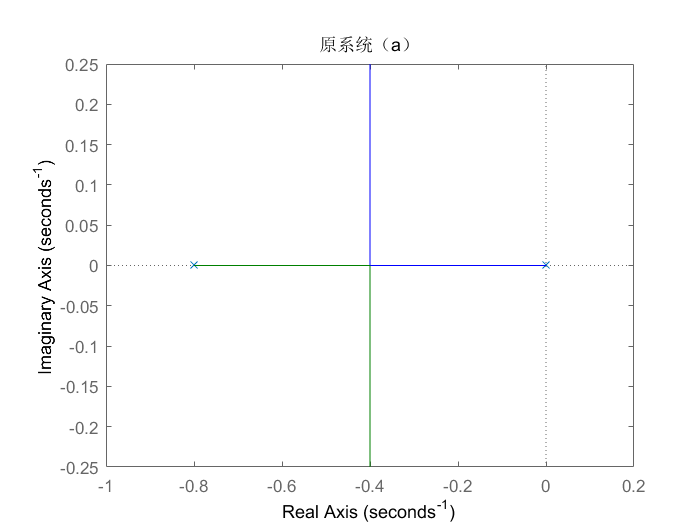 原系统（a）
0.25
0.2
0.15
0.1
0.05
0
-0.05
-0.1
-0.15
-0.2
-0.25
Imaginary Axis (seconds-1)
-1 -0.8 -0.6 -0.4 -0.2 0 0.2
Real Axis (seconds-1)